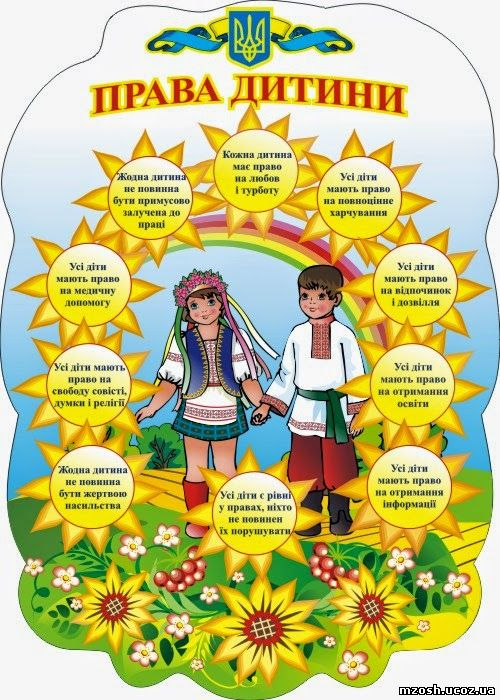 ПРАВА ДИТИНИ
Кожна дитина
має право
на любов
і турботу
Жодна дитина
не повинна
бути примусово
залучена до
праці
Усі діти
мають право
на повноцінне
харчування
Усі діти
мають право
на медичну
допомогу
Усі діти
мають право
на відпочинок
і дозвілля
Усі діти мають
право на
свободу совісті,
думки і релігії
Усі діти
мають право
на отримання
освіти
Жодна дитина
не повинна
бути жертвою
насильства
Усі діти є рівні
у правах, ніхто
не повинен
їх порушувати
Усі діти
мають право
на отримання
інформації
mzosh.ucoz.ua